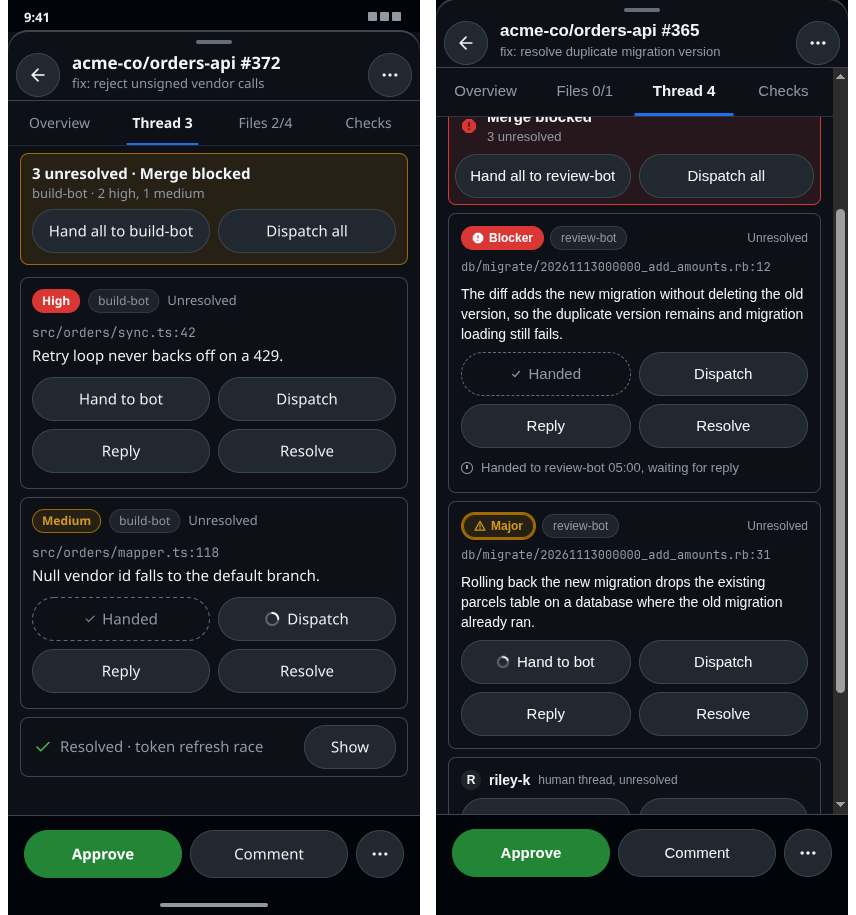 9:41
acme-co/orders-api #372
fix: reject unsigned vendor calls
Overview
Thread 3
Files 2/4
Checks
3 unresolved · Merge blocked
build-bot · 2 high, 1 medium
Hand all to build-bot
Dispatch all
High
build-bot
Unresolved
src/orders/sync.ts:42
Retry loop never backs off on a 429.
Hand to bot
Dispatch
Reply
Resolve
Medium
build-bot
Unresolved
src/orders/mapper.ts:118
Null vendor id falls to the default branch.
Handed
Dispatch
Reply
Resolve
Resolved · token refresh race
Show
Approve
Comment
acme-co/orders-api #365
fix: resolve duplicate migration version
Overview
Files 0/1
Thread 4
Checks
Merge blocked
3 unresolved
Hand all to review-bot
Dispatch all
Blocker
review-bot
Unresolved
db/migrate/20261113000000_add_amounts.rb:12
The diff adds the new migration without deleting the old
version, so the duplicate version remains and migration
loading still fails.
Handed
Dispatch
Reply
Resolve
Handed to review-bot 05:00, waiting for reply
Major
review-bot
Unresolved
db/migrate/20261113000000_add_amounts.rb:31
Rolling back the new migration drops the existing
parcels table on a database where the old migration
already ran.
Hand to bot
Dispatch
Reply
Resolve
R
riley-k
human thread, unresolved
Approve
Comment